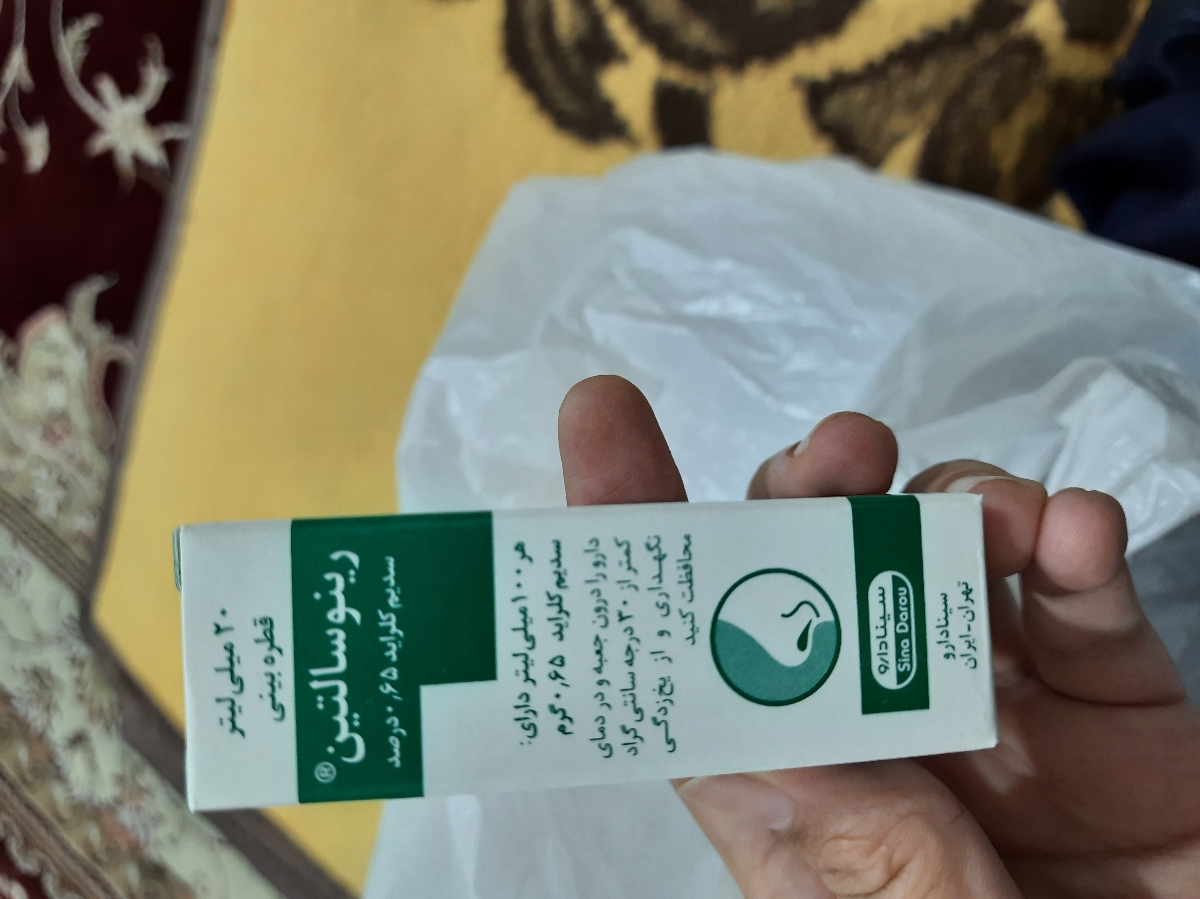 ۲۰ میلی لیتر
قطره بینی
رینوسالتین®
سدیم کلراید ۰٫۶۵ درصد
هر ۱۰۰ میلی لیتر دارای:
سدیم کلراید ۰٫۶۵ گرم
دارو را درون جعبه و در دمای
کمتر از ۳۰ درجه سانتی گراد
نگهداری و از یخ‌زدگی
محافظت کنید
سینادارو
Sina Darou
سینادارو
تهران-ایران